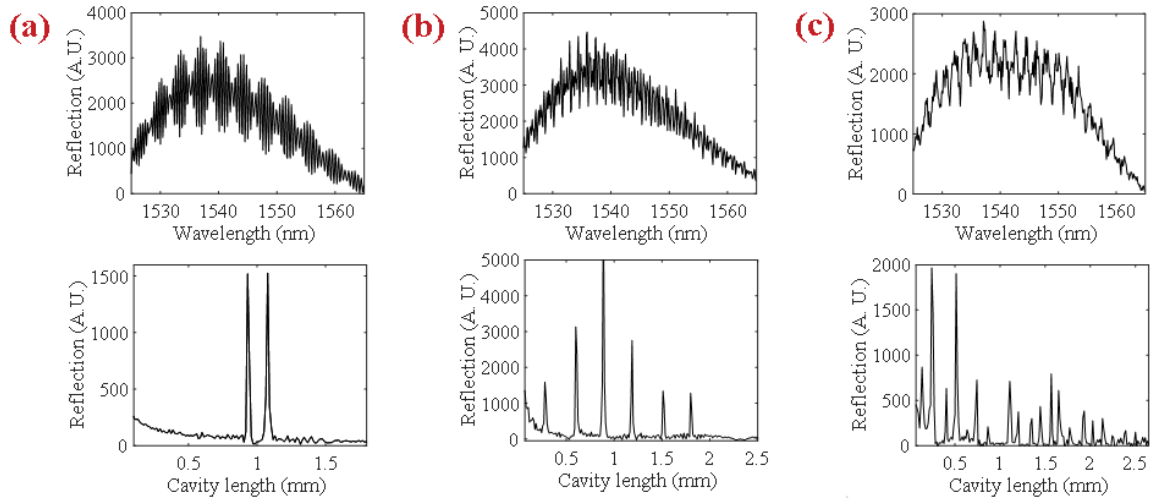 (a)
Reflection (A. U.)
4000
3000
2000
1000
0
1530 1540 1550 1560
Wavelength (nm)
(b)
Reflection (A. U.)
5000
4000
3000
2000
1000
0
1530 1540 1550 1560
Wavelength (nm)
(c)
Reflection (A. U.)
3000
2000
1000
0
1530 1540 1550 1560
Wavelength (nm)
Reflection (A. U.)
1500
1000
500
0
0.5 1 1.5
Cavity length (mm)
Reflection (A. U.)
5000
4000
3000
2000
1000
0
0.5 1 1.5 2 2.5
Cavity length (mm)
Reflection (A. U.)
2000
1500
1000
500
0
0.5 1 1.5 2 2.5
Cavity length (mm)